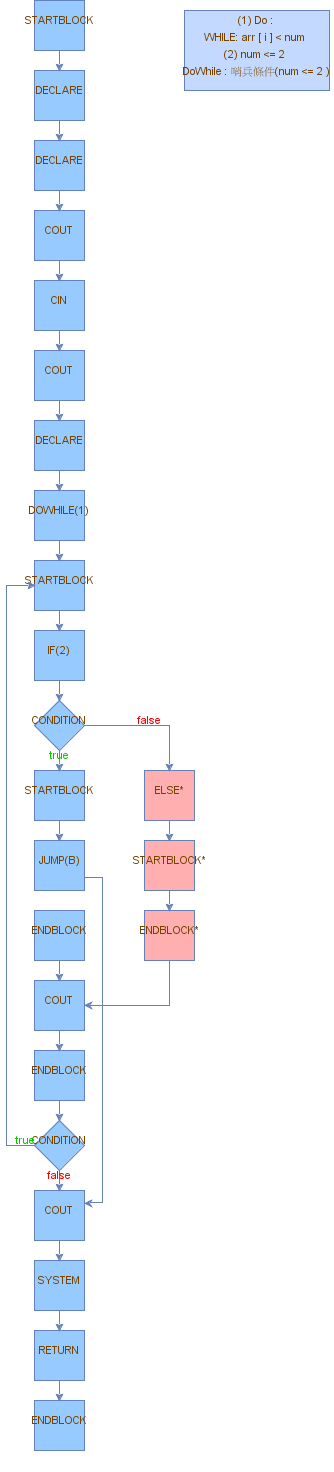 STARTBLOCK
DECLARE
DECLARE
COUT
CIN
COUT
DECLARE
DOWHILE(1)
STARTBLOCK
IF(2)
CONDITION
false
true
STARTBLOCK
ELSE*
JUMP(B)
STARTBLOCK*
ENDBLOCK
ENDBLOCK*
COUT
ENDBLOCK
true
CONDITION
false
COUT
SYSTEM
RETURN
ENDBLOCK
(1) Do :
WHILE: arr [ i ] < num
(2) num <= 2
DoWhile : 哨兵條件(num <= 2 )